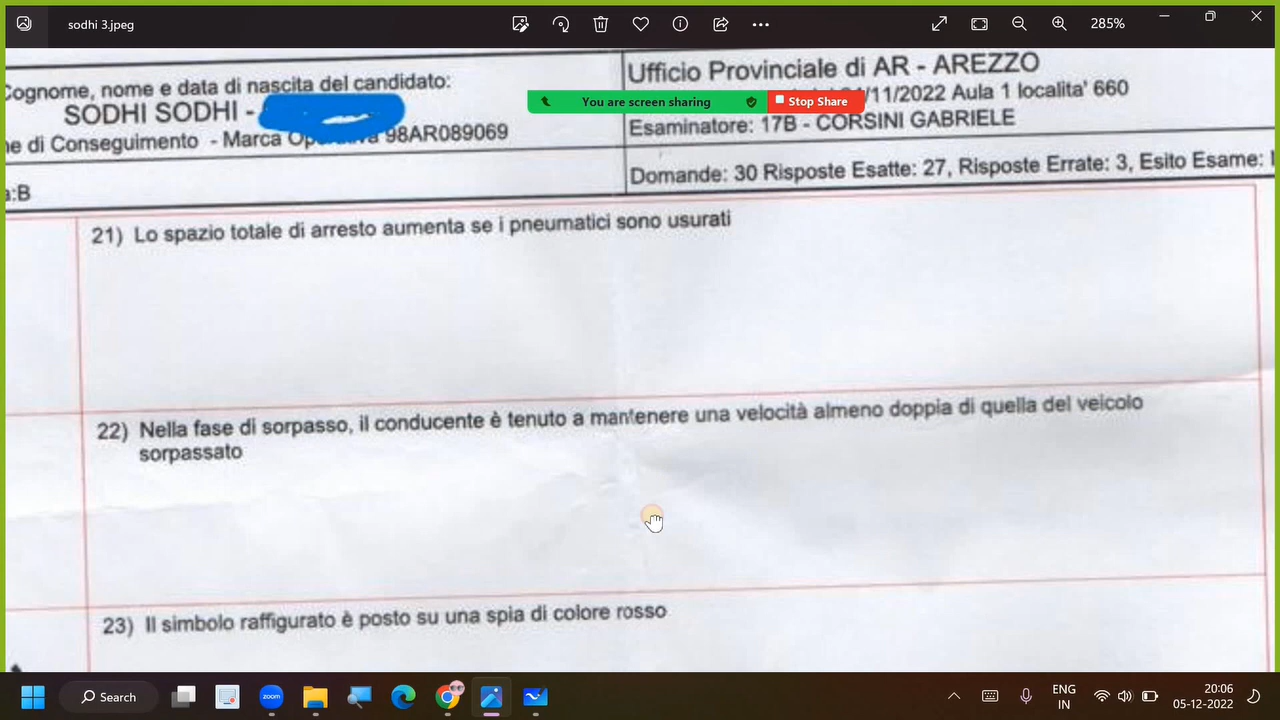 sodhi 3.jpeg
285%
Cognome, nome e data di nascita del candidato:
SODHI SODHI -
ne di Conseguimento - Marca Operativa 98AR089069
a:B
Ufficio Provinciale di AR - AREZZO
You are screen sharing
Stop Share
/11/2022 Aula 1 localita' 660
Esaminatore: 17B - CORSINI GABRIELE
Domande: 30 Risposte Esatte: 27, Risposte Errate: 3, Esito Esame: I
21) Lo spazio totale di arresto aumenta se i pneumatici sono usurati
22) Nella fase di sorpasso, il conducente è tenuto a mantenere una velocità almeno doppia di quella del veicolo
sorpassato
23) Il simbolo raffigurato è posto su una spia di colore rosso
Search
zoom
ENG
IN
20:06
05-12-2022